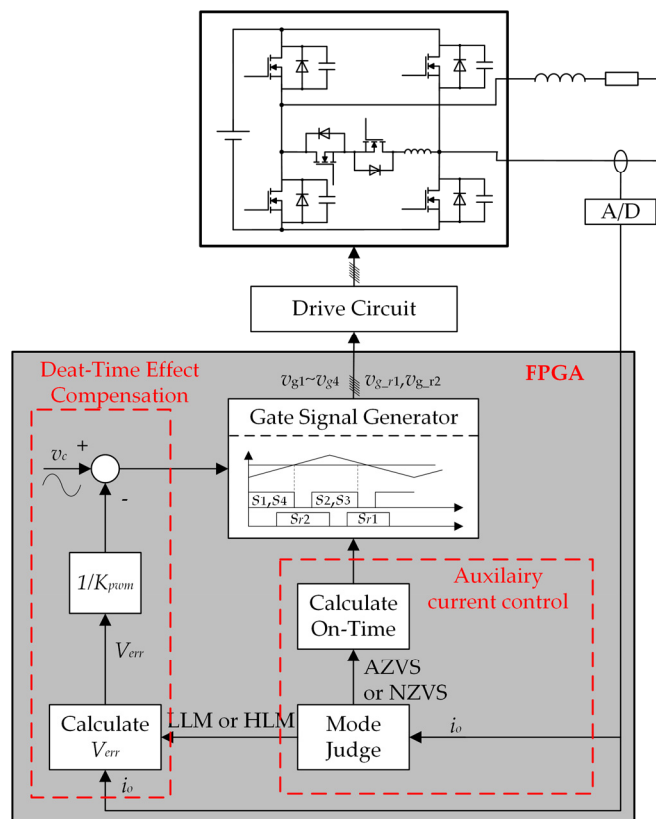 A/D
Drive Circuit
Deat-Time Effect
Compensation
FPGA
vg1~vg4
vg_r1,vg_r2
Gate Signal Generator
vc
+
-
S1,S4
S2,S3
Sr2
Sr1
1/Kpwm
Calculate
On-Time
Auxilairy
current control
Verr
AZVS
or NZVS
Calculate
Verr
LLM or HLM
Mode
Judge
io
io